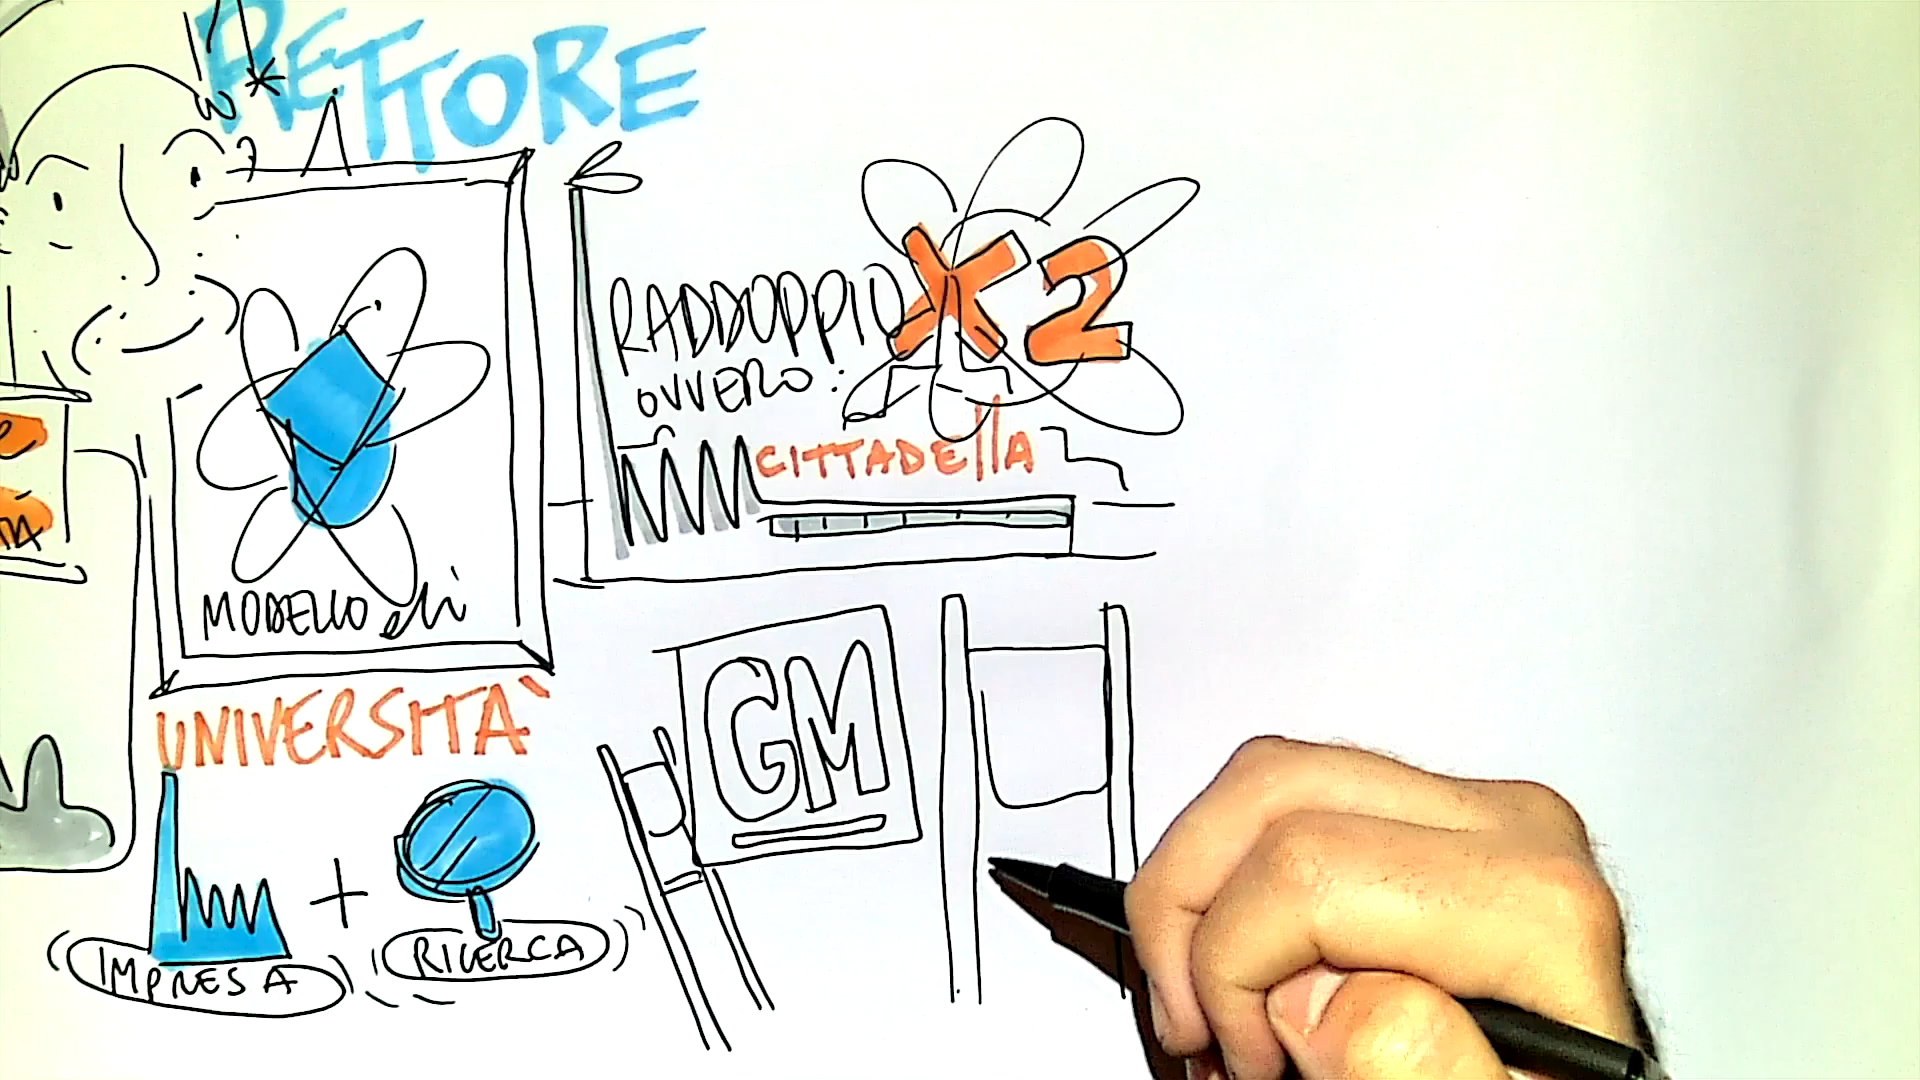 RETTORE
RADDOPPIO X2
OVVERO:
CITTADEllA
MODELLO di
UNIVERSITÀ
GM
+
IMPRESA
RICERCA